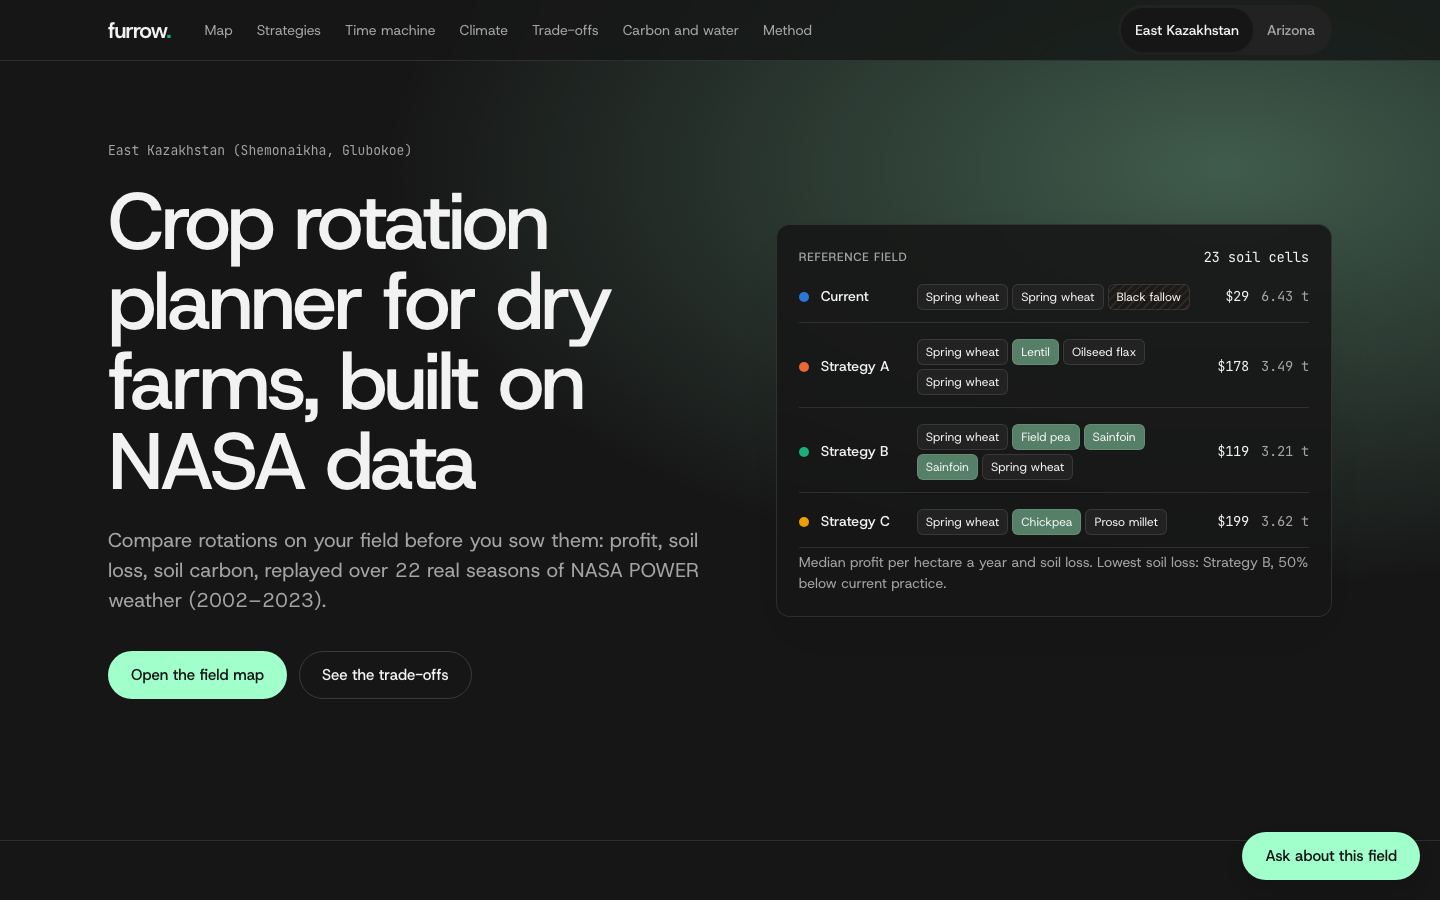 furrow.
Map Strategies Time machine Climate Trade-offs Carbon and water Method
East Kazakhstan Arizona
East Kazakhstan (Shemonaikha, Glubokoe)
Crop rotation
planner for dry
farms, built on
NASA data
Compare rotations on your field before you sow them: profit, soil
loss, soil carbon, replayed over 22 real seasons of NASA POWER
weather (2002–2023).
Open the field map See the trade-offs
REFERENCE FIELD 23 soil cells
Current Spring wheat Spring wheat Black fallow $29 6.43 t
Strategy A Spring wheat Lentil Oilseed flax $178 3.49 t
Spring wheat
Strategy B Spring wheat Field pea Sainfoin $119 3.21 t
Sainfoin Spring wheat
Strategy C Spring wheat Chickpea Proso millet $199 3.62 t
Median profit per hectare a year and soil loss. Lowest soil loss: Strategy B, 50%
below current practice.
Ask about this field